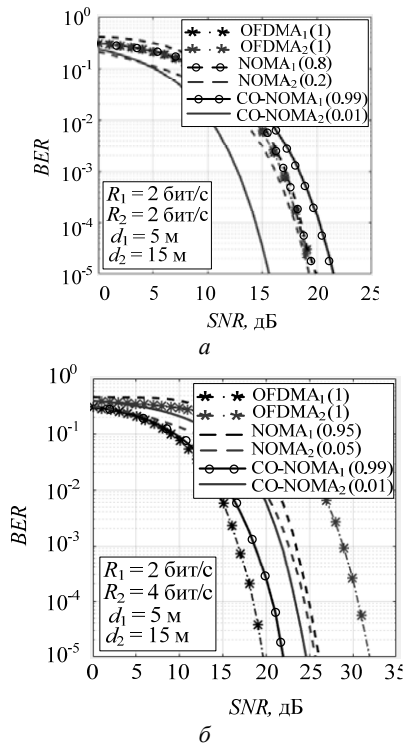 10⁰
10⁻¹
10⁻²
10⁻³
10⁻⁴
10⁻⁵
BER
OFDMA₁(1)
OFDMA₂(1)
NOMA₁(0.8)
NOMA₂(0.2)
CO-NOMA₁(0.99)
CO-NOMA₂(0.01)
R₁ = 2 бит/с
R₂ = 2 бит/с
d₁ = 5 м
d₂ = 15 м
0 5 10 15 20 25
SNR, дБ
а
10⁰
10⁻¹
10⁻²
10⁻³
10⁻⁴
10⁻⁵
BER
OFDMA₁(1)
OFDMA₂(1)
NOMA₁(0.95)
NOMA₂(0.05)
CO-NOMA₁(0.99)
CO-NOMA₂(0.01)
R₁ = 2 бит/с
R₂ = 4 бит/с
d₁ = 5 м
d₂ = 15 м
0 5 10 15 20 25 30 35
SNR, дБ
б